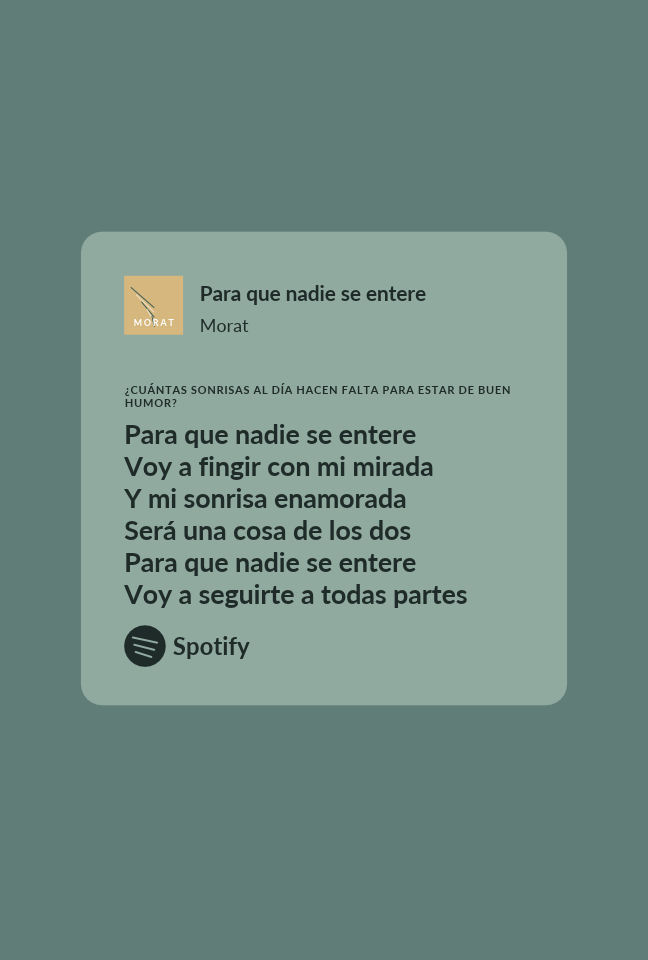 MORAT
Para que nadie se entere
Morat
¿CUÁNTAS SONRISAS AL DÍA HACEN FALTA PARA ESTAR DE BUEN
HUMOR?
Para que nadie se entere
Voy a fingir con mi mirada
Y mi sonrisa enamorada
Será una cosa de los dos
Para que nadie se entere
Voy a seguirte a todas partes
Spotify